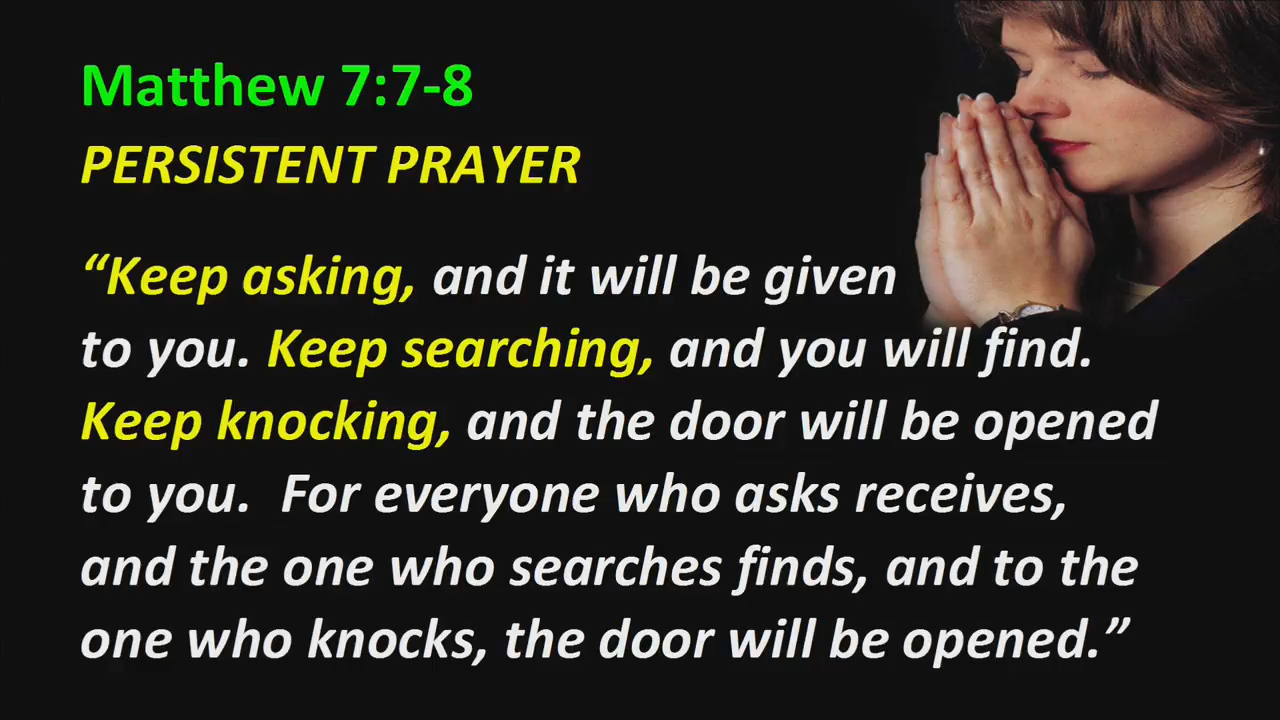 Matthew 7:7-8
PERSISTENT PRAYER
“Keep asking, and it will be given
to you. Keep searching, and you will find.
Keep knocking, and the door will be opened
to you.  For everyone who asks receives,
and the one who searches finds, and to the
one who knocks, the door will be opened.”